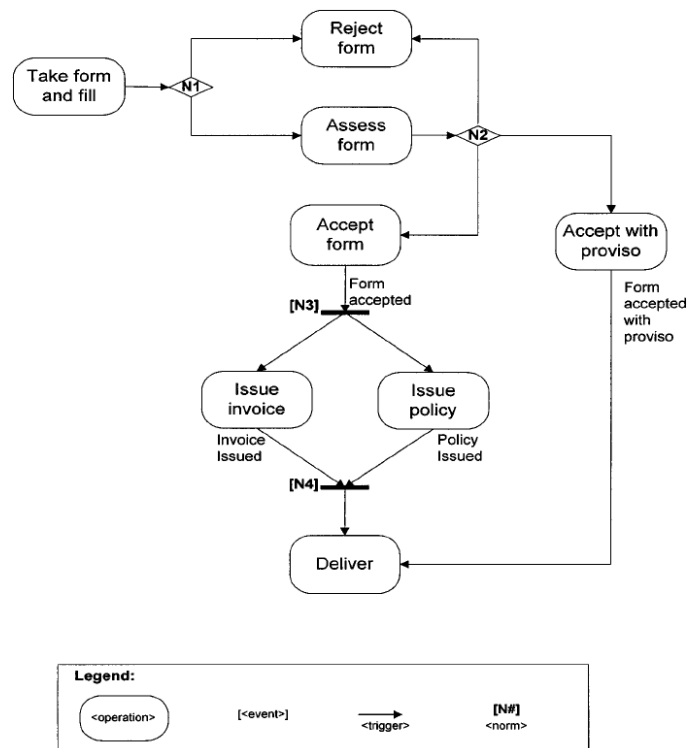 Reject
form
Take form
and fill
N1
Assess
form
N2
Accept
form
Accept with
proviso
Form
accepted
[N3]
Form
accepted
with
proviso
Issue
invoice
Issue
policy
Invoice
Issued
Policy
Issued
[N4]
Deliver
Legend:
<operation>
[<event>]
<trigger>
[N#]
<norm>